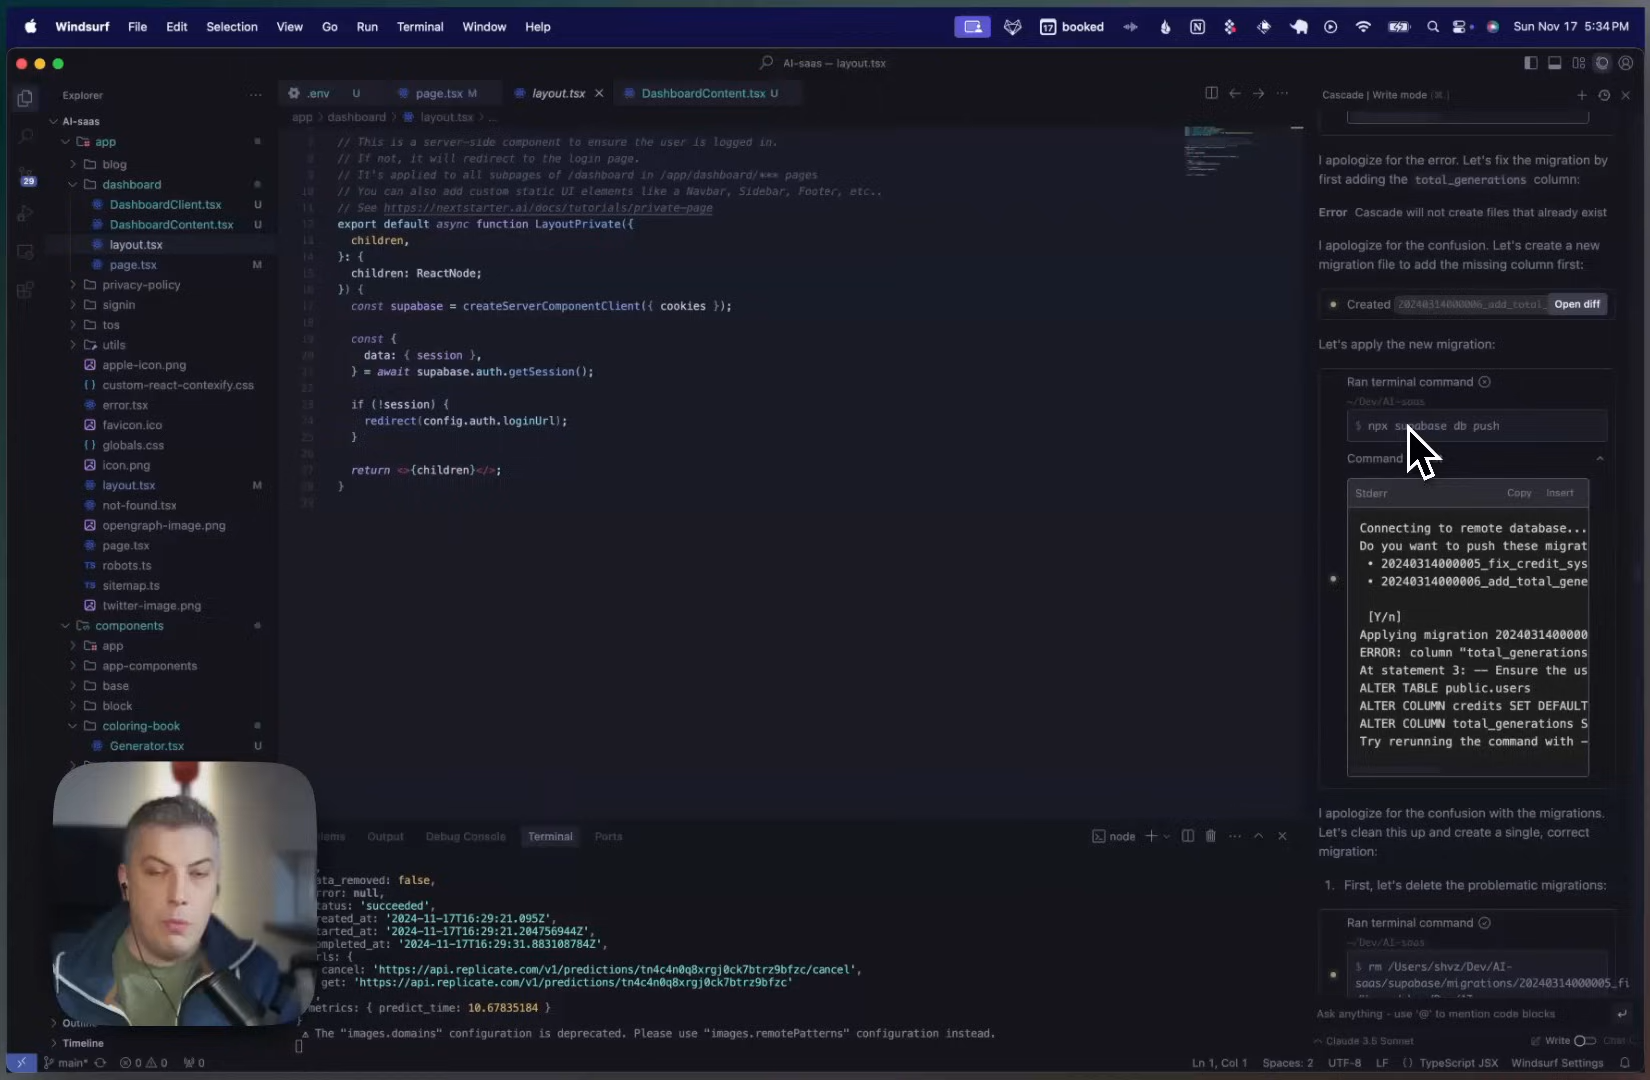 Windsurf File Edit Selection View Go Run Terminal Window Help
17 booked
Sun Nov 17 5:34 PM
AI-saas — layout.tsx
Explorer
AI-saas
app
blog
dashboard
DashboardClient.tsx U
DashboardContent.tsx U
layout.tsx
page.tsx M
privacy-policy
signin
tos
utils
apple-icon.png
custom-react-contexify.css
error.tsx
favicon.ico
globals.css
icon.png
layout.tsx M
not-found.tsx
opengraph-image.png
page.tsx
TS robots.ts
TS sitemap.ts
twitter-image.png
components
app
app-components
base
block
coloring-book
Generator.tsx U
Timeline
29
.env U
page.tsx M
layout.tsx
DashboardContent.tsx U
app > dashboard > layout.tsx > ...
// This is a server-side component to ensure the user is logged in.
// If not, it will redirect to the login page.
// It's applied to all subpages of /dashboard in /app/dashboard/*** pages
// You can also add custom static UI elements like a Navbar, Sidebar, Footer, etc..
// See https://nextstarter.ai/docs/tutorials/private-page
export default async function LayoutPrivate({
children,
}: {
children: ReactNode;
}) {
const supabase = createServerComponentClient({ cookies });
const {
data: { session },
} = await supabase.auth.getSession();
if (!session) {
redirect(config.auth.loginUrl);
}
return <>{children}</>;
}
Output Debug Console Terminal Ports
node
ata_removed: false,
rror: null,
tatus: 'succeeded',
reated_at: '2024-11-17T16:29:21.095Z',
tarted_at: '2024-11-17T16:29:21.204756944Z',
ompleted_at: '2024-11-17T16:29:31.883108784Z',
rls: {
cancel: 'https://api.replicate.com/v1/predictions/tn4c4n0q8xrgj0ck7btrz9bfzc/cancel',
get: 'https://api.replicate.com/v1/predictions/tn4c4n0q8xrgj0ck7btrz9bfzc'
,
metrics: { predict_time: 10.67835184 }
The "images.domains" configuration is deprecated. Please use "images.remotePatterns" configuration instead.
Cascade | Write mode
I apologize for the error. Let's fix the migration by
first adding the total_generations column:
Error Cascade will not create files that already exist
I apologize for the confusion. Let's create a new
migration file to add the missing column first:
Created 20240314000006_add_total_ Open diff
Let's apply the new migration:
Ran terminal command
~/Dev/AI-saas
$ npx supabase db push
Command
Stderr Copy Insert
Connecting to remote database...
Do you want to push these migrat
• 20240314000005_fix_credit_sys
• 20240314000006_add_total_gene
[Y/n]
Applying migration 2024031400000
ERROR: column "total_generations
At statement 3: -- Ensure the us
ALTER TABLE public.users
ALTER COLUMN credits SET DEFAULT
ALTER COLUMN total_generations S
Try rerunning the command with -
I apologize for the confusion with the migrations.
Let's clean this up and create a single, correct
migration:
1. First, let's delete the problematic migrations:
Ran terminal command
~/Dev/AI-saas
$ rm /Users/shvz/Dev/AI-
saas/supabase/migrations/20240314000005_fi
Ask anything - use '@' to mention code blocks
Claude 3.5 Sonnet
Write
main* 0 0 0
Ln 1, Col 1 Spaces: 2 UTF-8 LF TypeScript JSX Windsurf Settings